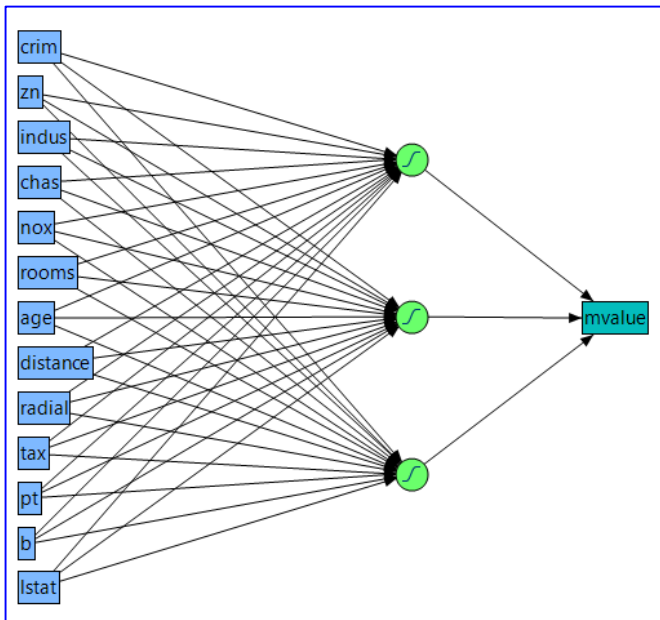 crim
zn
indus
chas
nox
rooms
age
distance
radial
tax
pt
b
lstat
mvalue